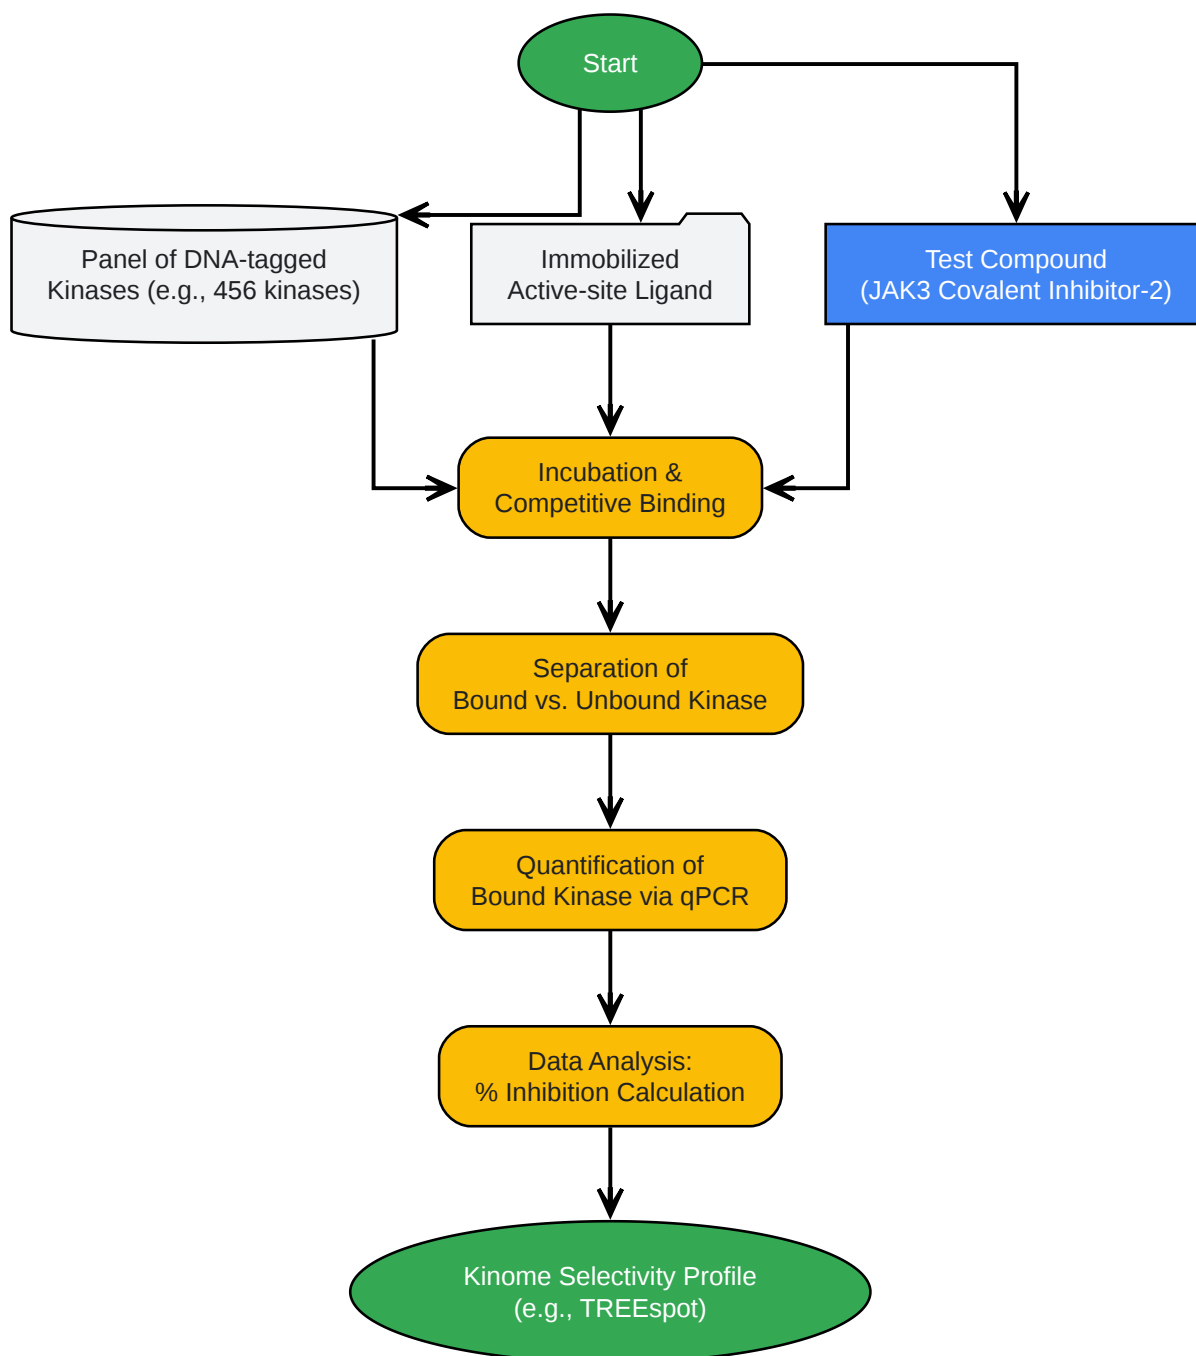 Start
Panel of DNA-tagged
Kinases (e.g., 456 kinases)
Immobilized
Active-site Ligand
Test Compound
(JAK3 Covalent Inhibitor-2)
Incubation &
Competitive Binding
Separation of
Bound vs. Unbound Kinase
Quantification of
Bound Kinase via qPCR
Data Analysis:
% Inhibition Calculation
Kinome Selectivity Profile
(e.g., TREEspot)